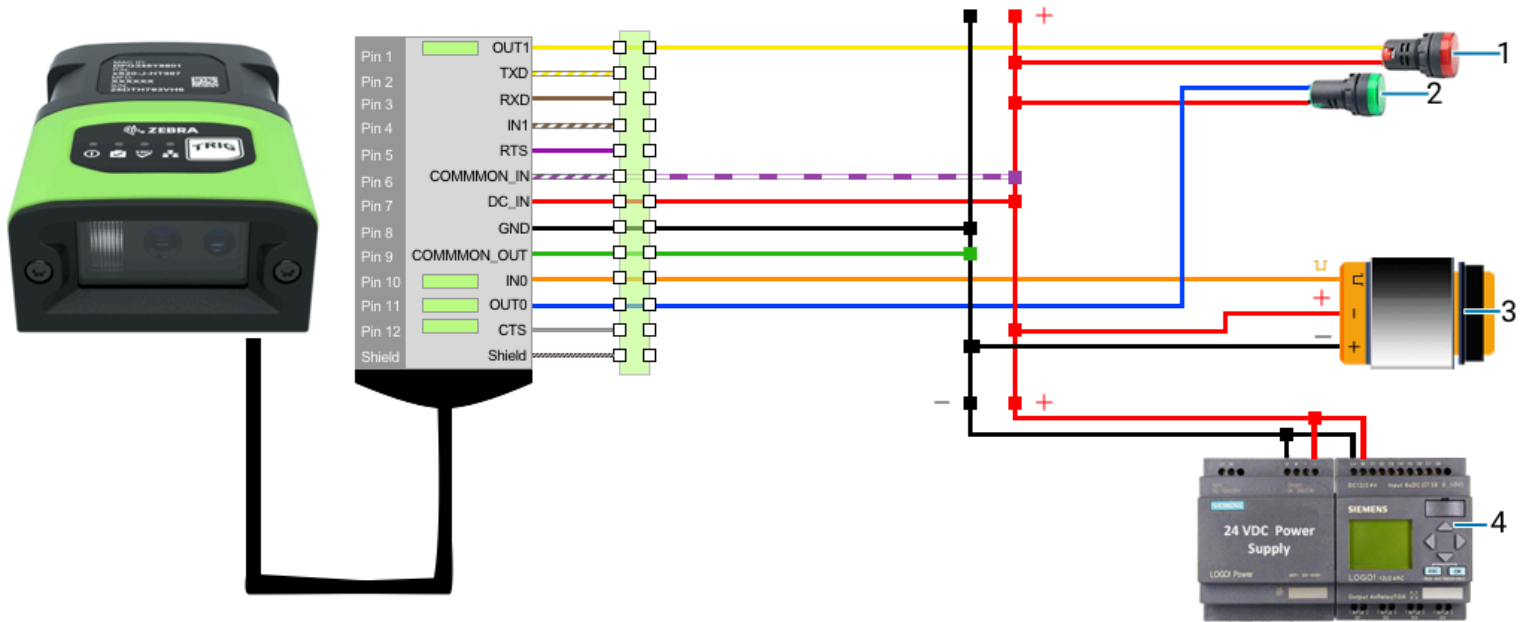 ZEBRA
TRIG
Pin 1
OUT1
Pin 2
TXD
Pin 3
RXD
Pin 4
IN1
Pin 5
RTS
Pin 6
COMMMON_IN
Pin 7
DC_IN
Pin 8
GND
Pin 9
COMMMON_OUT
Pin 10
IN0
Pin 11
OUT0
Pin 12
CTS
Shield
Shield
+
1
2
+
−
−
+
3
− +
SIEMENS
24 VDC Power
Supply
LOGO! Power
SIEMENS
4
ESC OK
LOGO! 12/24RC